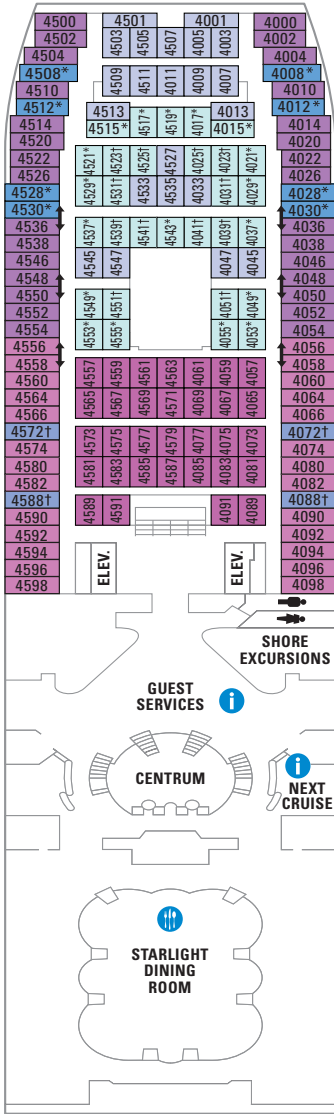 4500 4501 4001 4000
4502 4503 4505 4507 4005 4003 4002
4504 4004
4508* 4008*
4510 4509 4511 4011 4009 4007 4010
4512* 4012*
4513 4013
4514 4515* 4517* 4519* 4017* 4015* 4014
4520 4020
4522 4521* 4523† 4525† 4527 4025† 4023† 4021* 4022
4526 4026
4528* 4529* 4531† 4533 4535 4033 4031† 4029* 4028*
4530* 4030*
4536 4537* 4539† 4541† 4543* 4041† 4039† 4037* 4036
4538 4038
4546 4545 4547 4047 4045 4046
4548 4048
4550 4549* 4551† 4051† 4049* 4050
4552 4052
4554 4553* 4555* 4055* 4053* 4054
4556 4056
4558 4557 4559 4561 4563 4061 4059 4057 4058
4560 4060
4564 4565 4567 4569 4571 4069 4067 4065 4064
4566 4066
4572† 4573 4575 4577 4579 4077 4075 4073 4072†
4574 4074
4580 4581 4583 4585 4587 4085 4083 4081 4080
4582 4082
4588† 4589 4591 4091 4089 4088†
4590 4090
4592 4092
4594 ELEV. ELEV. 4094
4596 4096
4598 4098
SHORE
EXCURSIONS
GUEST
SERVICES
i
CENTRUM
i
NEXT
CRUISE
STARLIGHT
DINING
ROOM